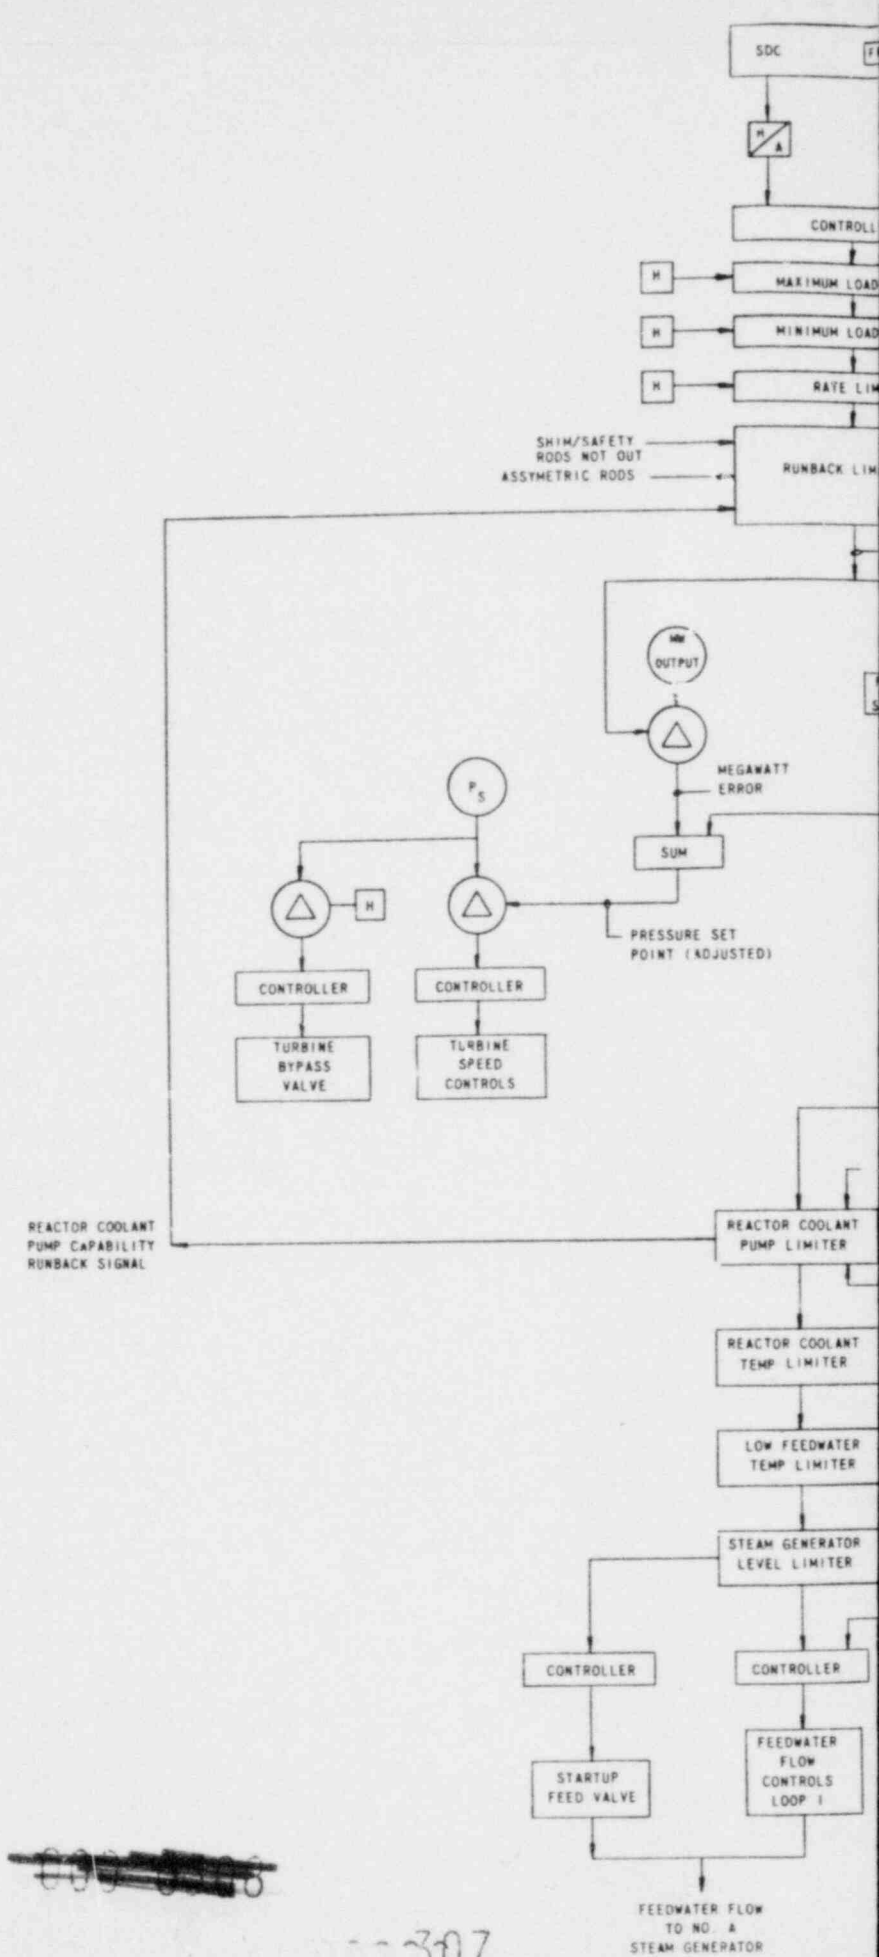 SDC
H
A
CONTROLL
H
MAXIMUM LOAD
H
MINIMUM LOAD
H
RATE LIM
SHIM/SAFETY
RODS NOT OUT
ASSYMETRIC RODS
RUNBACK LIM
MW
OUTPUT
MEGAWATT
ERROR
P S
SUM
H
PRESSURE SET
POINT (ADJUSTED)
CONTROLLER
CONTROLLER
TURBINE
BYPASS
VALVE
TURBINE
SPEED
CONTROLS
REACTOR COOLANT
PUMP CAPABILITY
RUNBACK SIGNAL
REACTOR COOLANT
PUMP LIMITER
REACTOR COOLANT
TEMP LIMITER
LOW FEEDWATER
TEMP LIMITER
STEAM GENERATOR
LEVEL LIMITER
CONTROLLER
CONTROLLER
STARTUP
FEED VALVE
FEEDWATER
FLOW
CONTROLS
LOOP 1
FEEDWATER FLOW
TO NO. A
STEAM GENERATOR
307